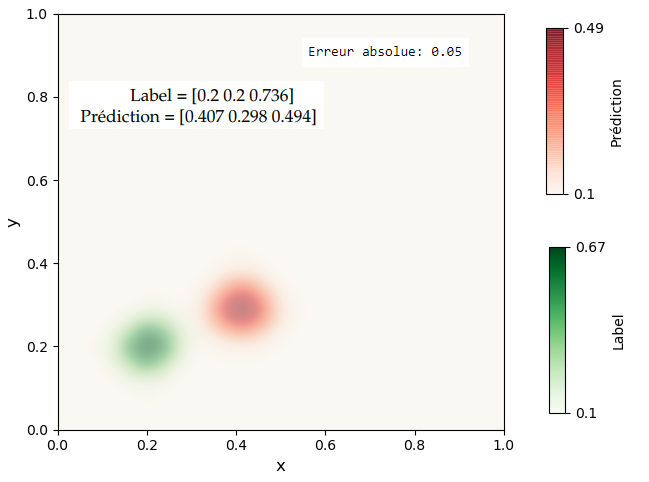 Erreur absolue: 0.05
Label = [0.2 0.2 0.736]
Prédiction = [0.407 0.298 0.494]
1.0
0.8
0.6
0.4
0.2
0.0
y
0.0 0.2 0.4 0.6 0.8 1.0
x
0.49
0.1
Prédiction
0.67
0.1
Label